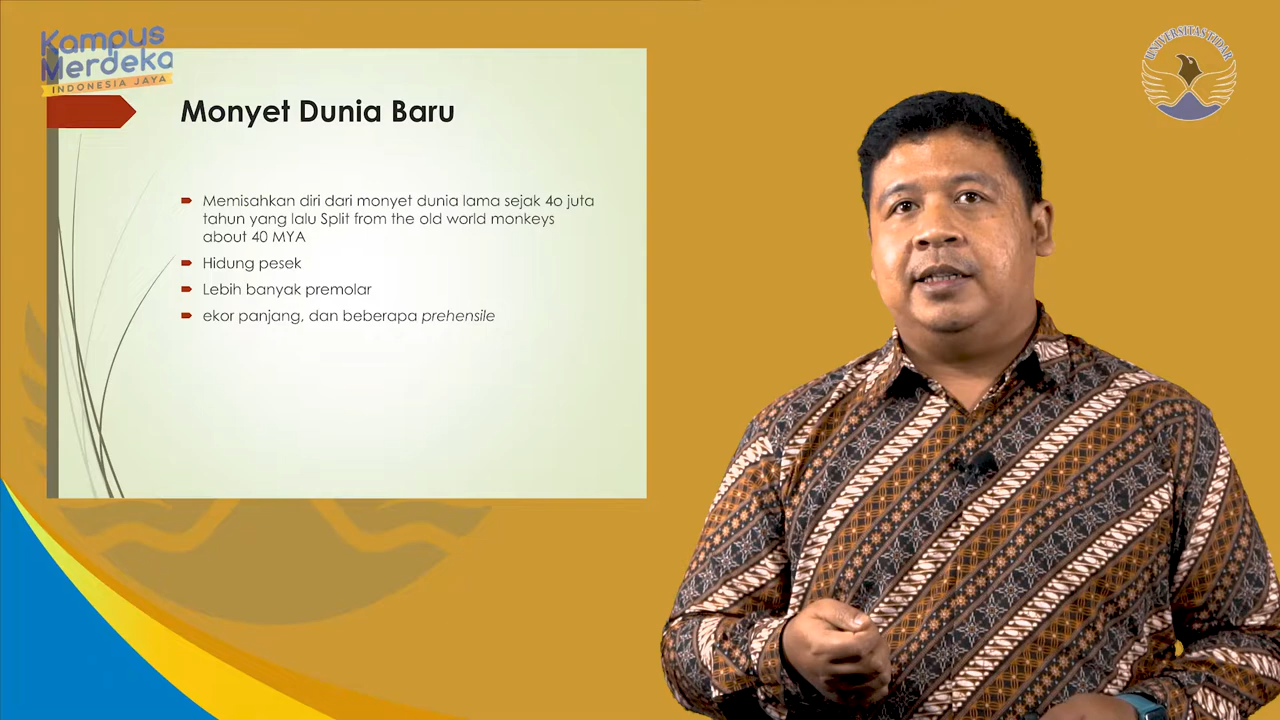 Kampus
Merdeka
INDONESIA JAYA
UNIVERSITAS TIDAR
Monyet Dunia Baru
Memisahkan diri dari monyet dunia lama sejak 4o juta
tahun yang lalu Split from the old world monkeys
about 40 MYA
Hidung pesek
Lebih banyak premolar
ekor panjang, dan beberapa prehensile